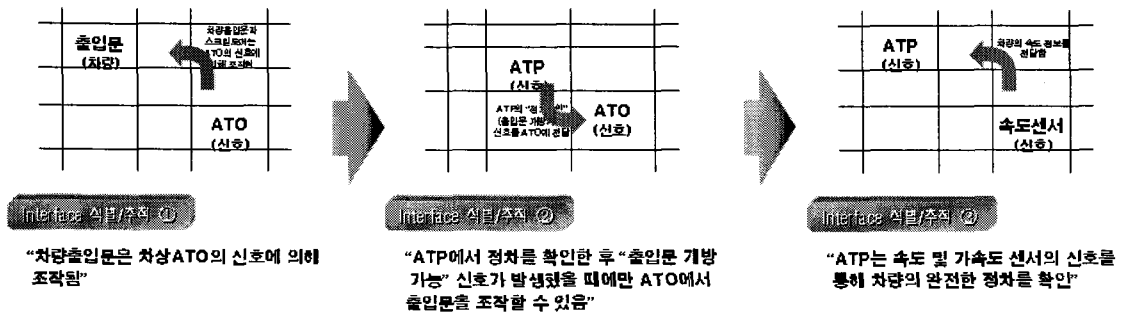 출입문
(차량)
차량출입문과
스크린도어는
ATO의 신호에
의해 조작됨
ATO
(신호)
Interface 식별/추적 ①
“차량출입문은 차상ATO의 신호에 의해
조작됨”
ATP
(신호)
ATP의 “정
(출입문 개방
신호를 ATO에 전달
ATO
(신호)
Interface 식별/추적 ②
“ATP에서 정차를 확인한 후 “출입문 개방
가능” 신호가 발생했을 때에만 ATO에서
출입문을 조작할 수 있음”
ATP
(신호)
차량의 속도 정보를
전달함
속도센서
(신호)
Interface 식별/추적 ③
“ATP는 속도 및 가속도 센서의 신호를
통해 차량의 완전한 정차를 확인”